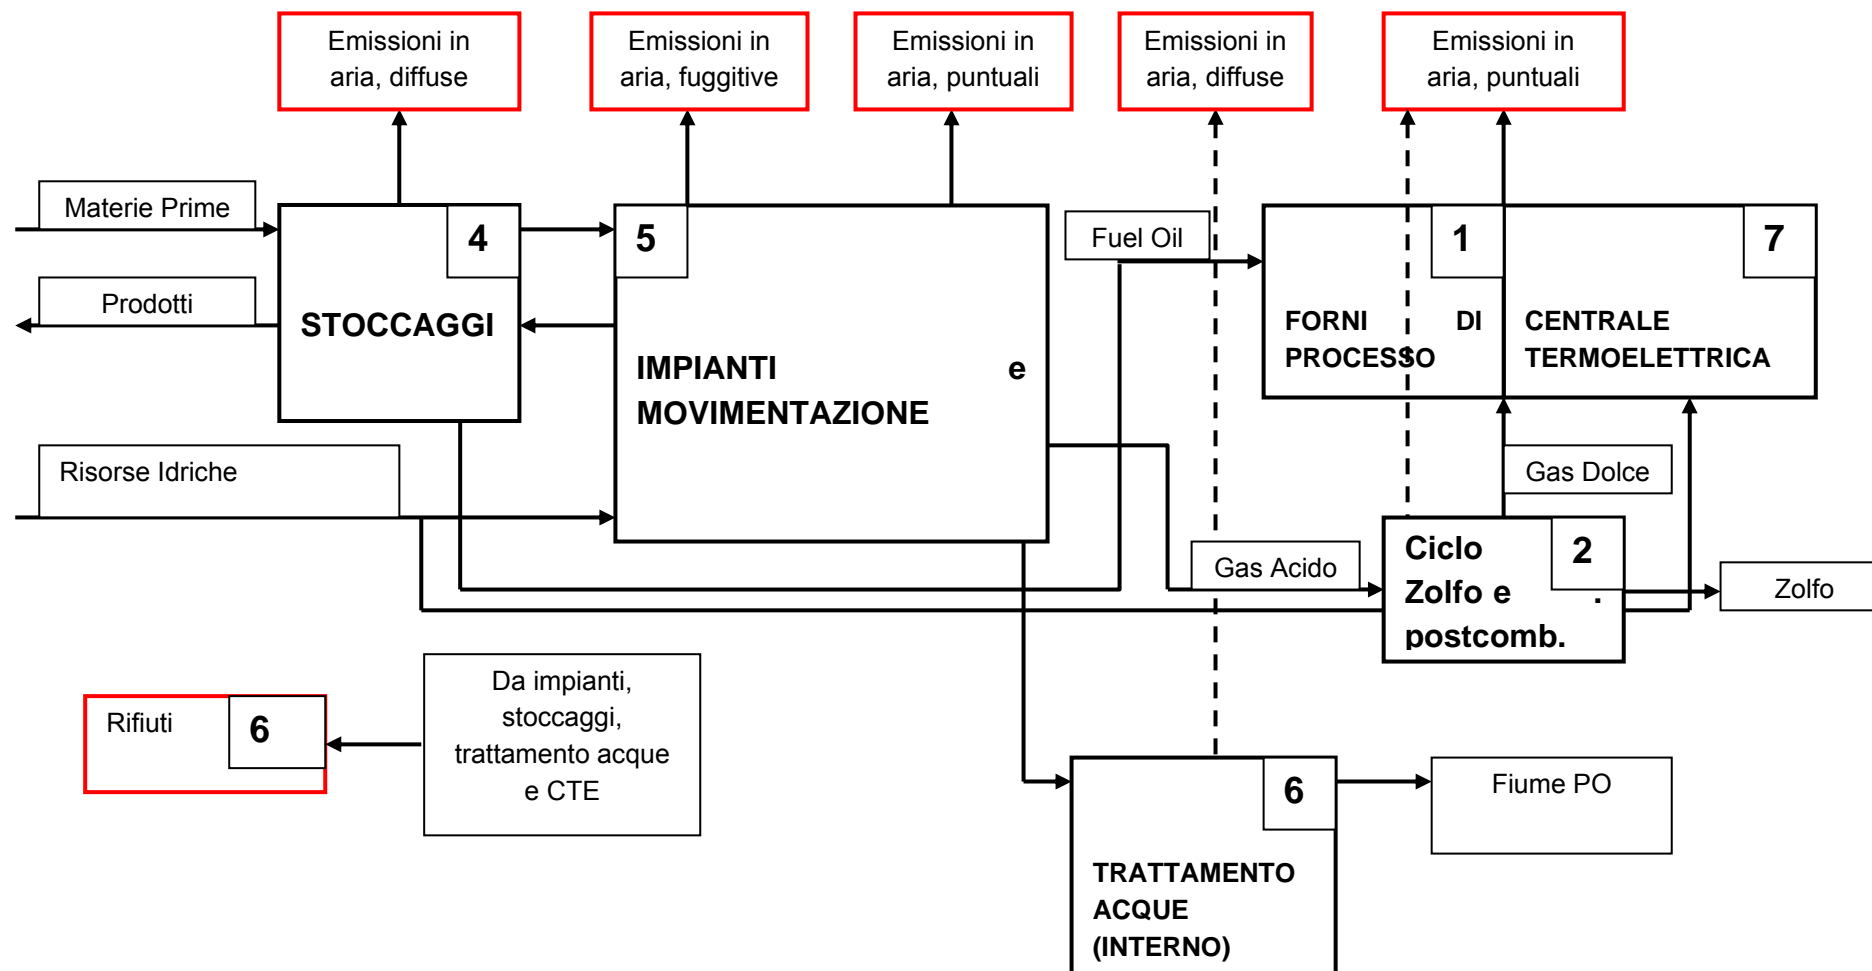 Emissioni in
aria, diffuse
Emissioni in
aria, fuggitive
Emissioni in
aria, puntuali
Emissioni in
aria, diffuse
Emissioni in
aria, puntuali
Materie Prime
Prodotti
4
STOCCAGGI
5
IMPIANTI e
MOVIMENTAZIONE
Fuel Oil
1
FORNI DI
PROCESSO
7
CENTRALE
TERMOELETTRICA
Risorse Idriche
Gas Dolce
Gas Acido
2
Ciclo
Zolfo e .
postcomb.
Zolfo
Rifiuti
6
Da impianti,
stoccaggi,
trattamento acque
e CTE
6
TRATTAMENTO
ACQUE
(INTERNO)
Fiume PO